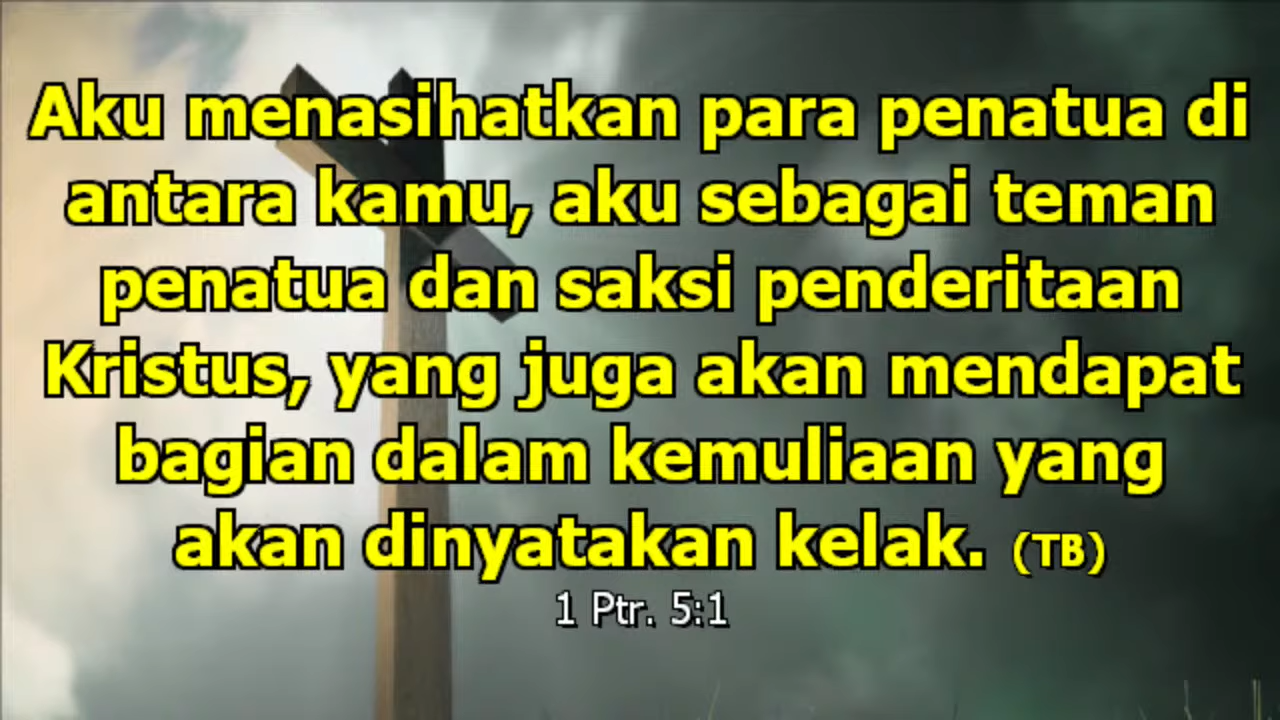 Aku menasihatkan para penatua di
antara kamu, aku sebagai teman
penatua dan saksi penderitaan
Kristus, yang juga akan mendapat
bagian dalam kemuliaan yang
akan dinyatakan kelak. (TB)
1 Ptr. 5:1